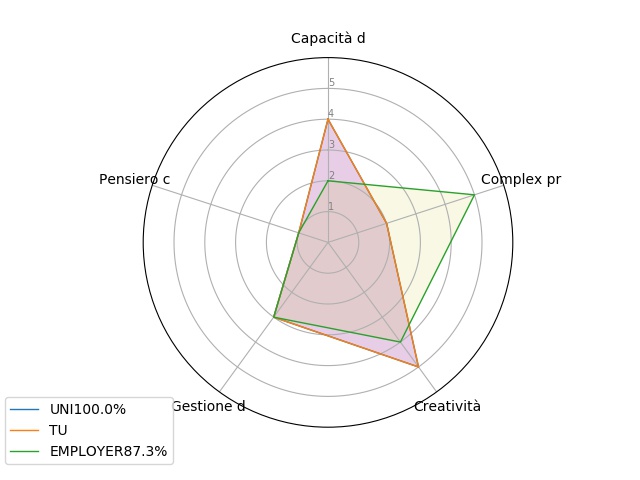 Capacità d
Complex pr
Pensiero c
5
4
3
2
1
Gestione d
Creatività
UNI100.0%
TU
EMPLOYER87.3%